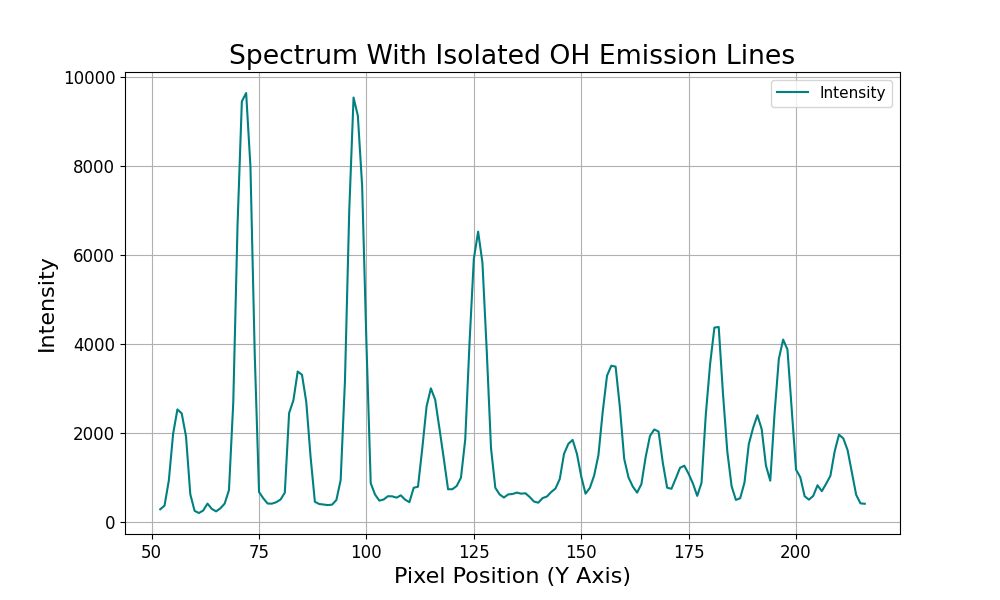 Spectrum With Isolated OH Emission Lines
Intensity
10000
8000
6000
4000
2000
0
Intensity
50 75 100 125 150 175 200
Pixel Position (Y Axis)